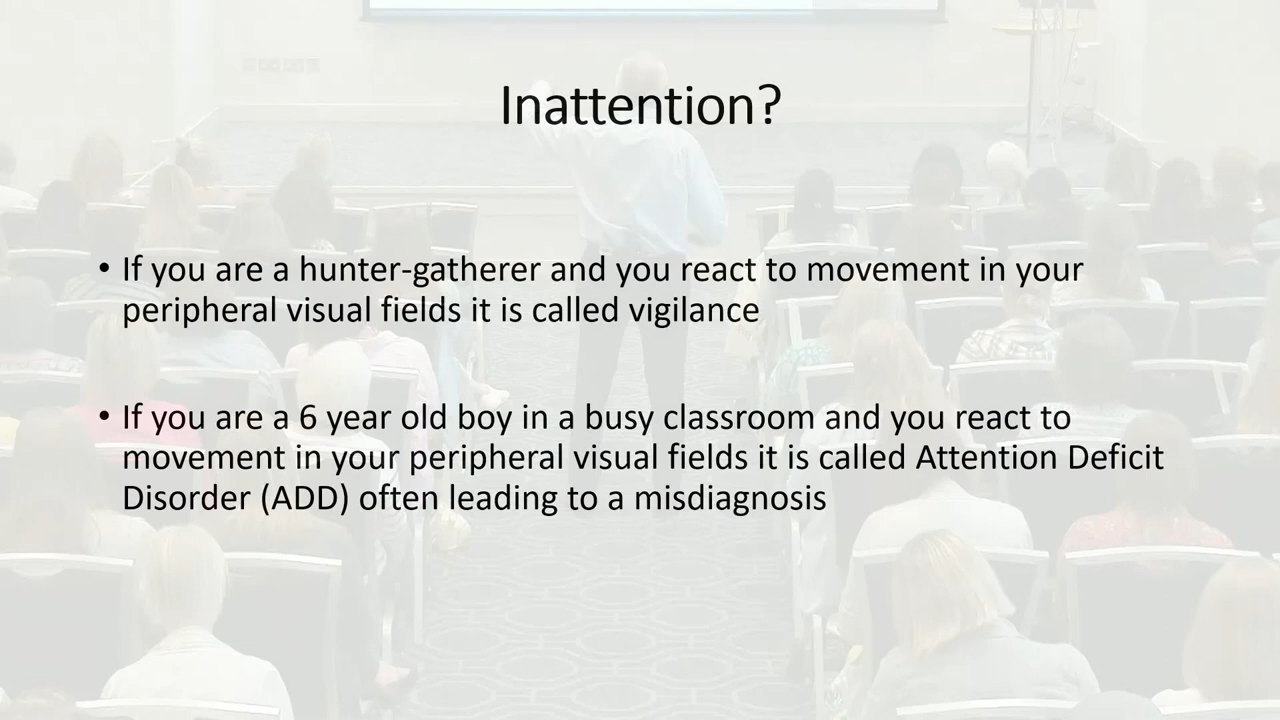 Inattention?
• If you are a hunter-gatherer and you react to movement in your
peripheral visual fields it is called vigilance
• If you are a 6 year old boy in a busy classroom and you react to
movement in your peripheral visual fields it is called Attention Deficit
Disorder (ADD) often leading to a misdiagnosis